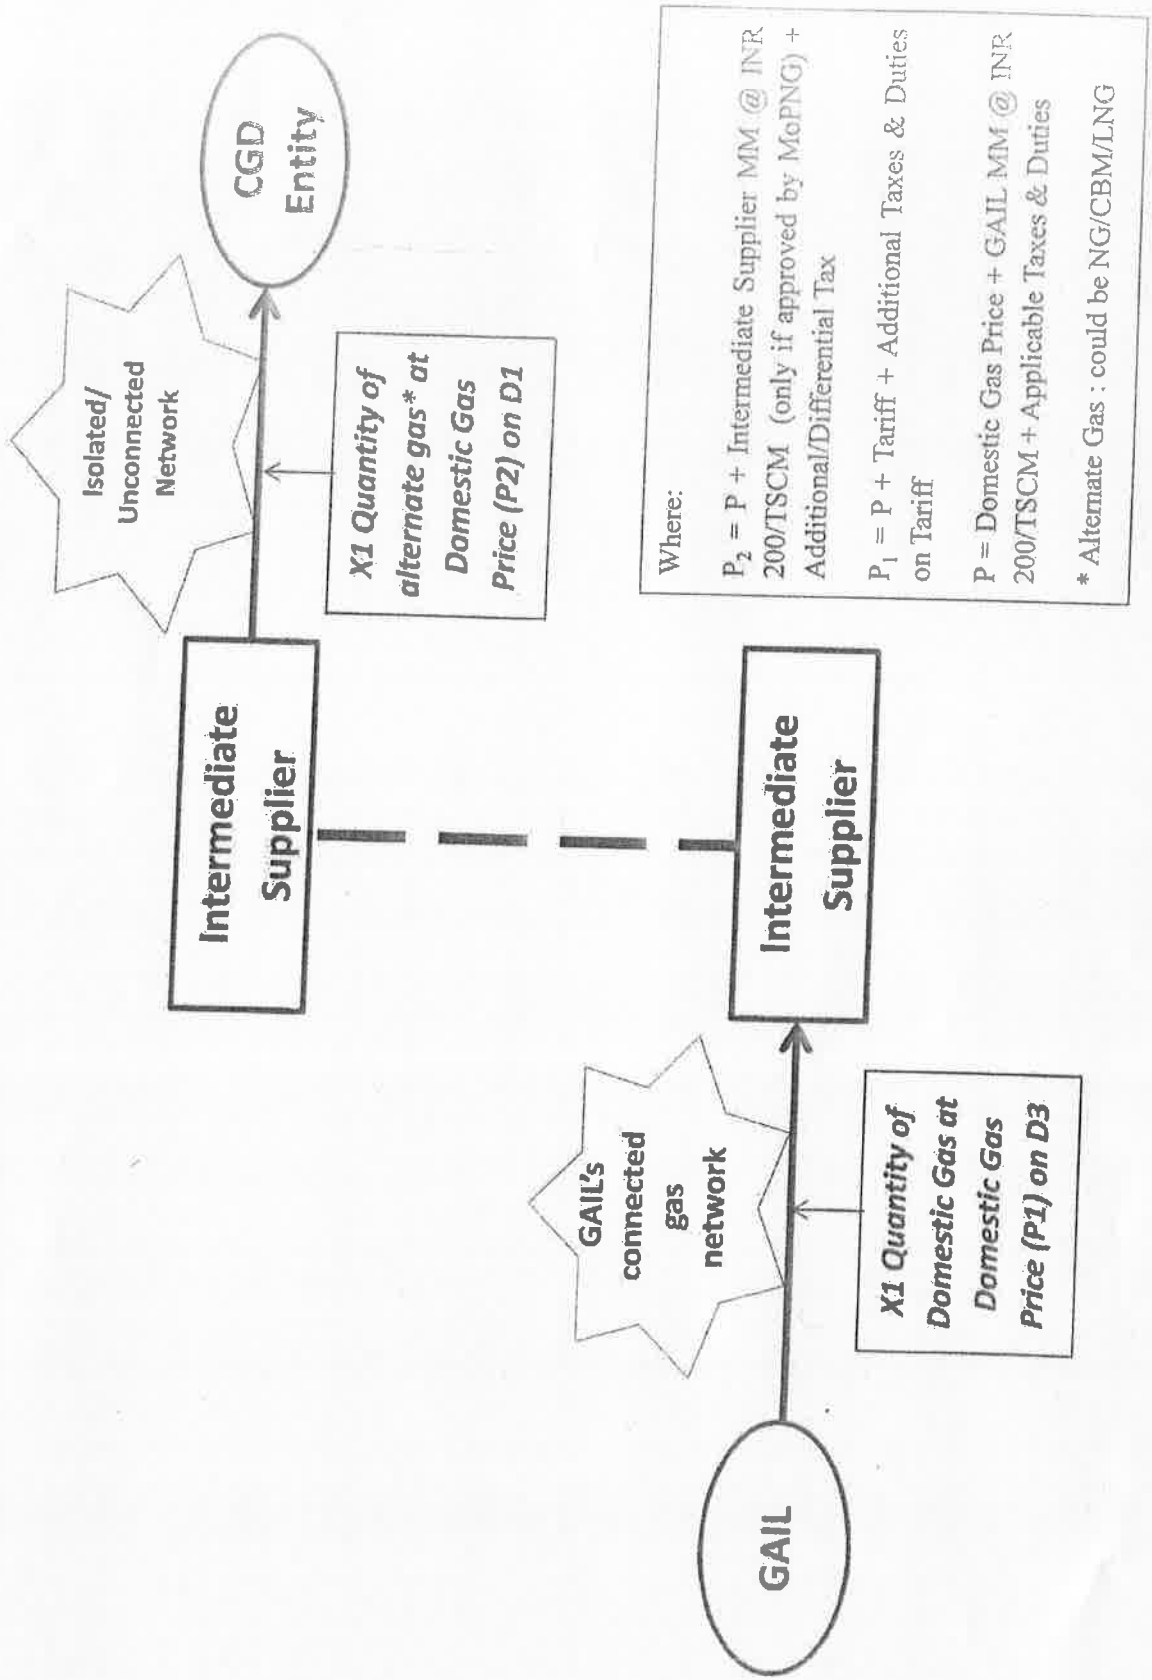 Isolated/
Unconnected
Network
Intermediate
Supplier
CGD
Entity
X1 Quantity of
alternate gas* at
Domestic Gas
Price (P2) on D1
GAIL's
connected
gas
network
GAIL
Intermediate
Supplier
X1 Quantity of
Domestic Gas at
Domestic Gas
Price (P1) on D3
Where:
P₂ = P + Intermediate Supplier MM @ INR
200/TSCM (only if approved by MoPNG) +
Additional/Differential Tax
P₁ = P + Tariff + Additional Taxes & Duties
on Tariff
P = Domestic Gas Price + GAIL MM @ INR
200/TSCM + Applicable Taxes & Duties
* Alternate Gas : could be NG/CBM/LNG